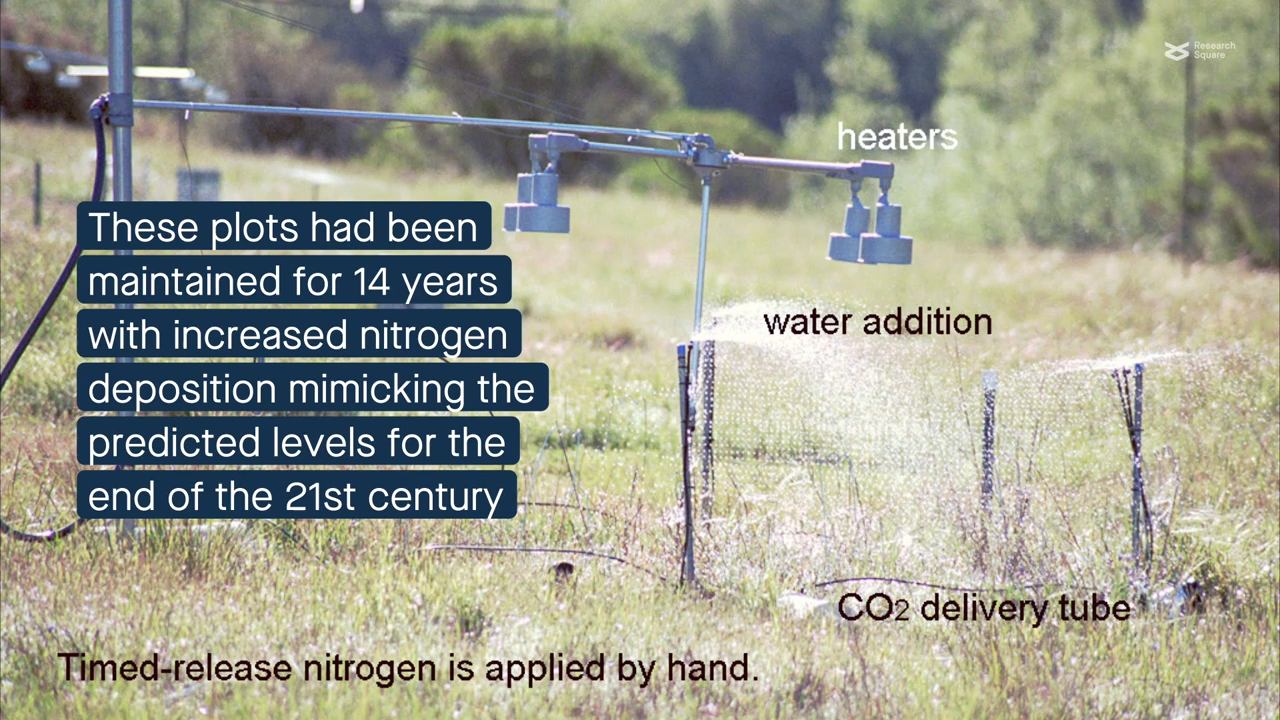 Research
Square
heaters
These plots had been
maintained for 14 years
with increased nitrogen
deposition mimicking the
predicted levels for the
end of the 21st century
water addition
CO2 delivery tube
Timed-release nitrogen is applied by hand.